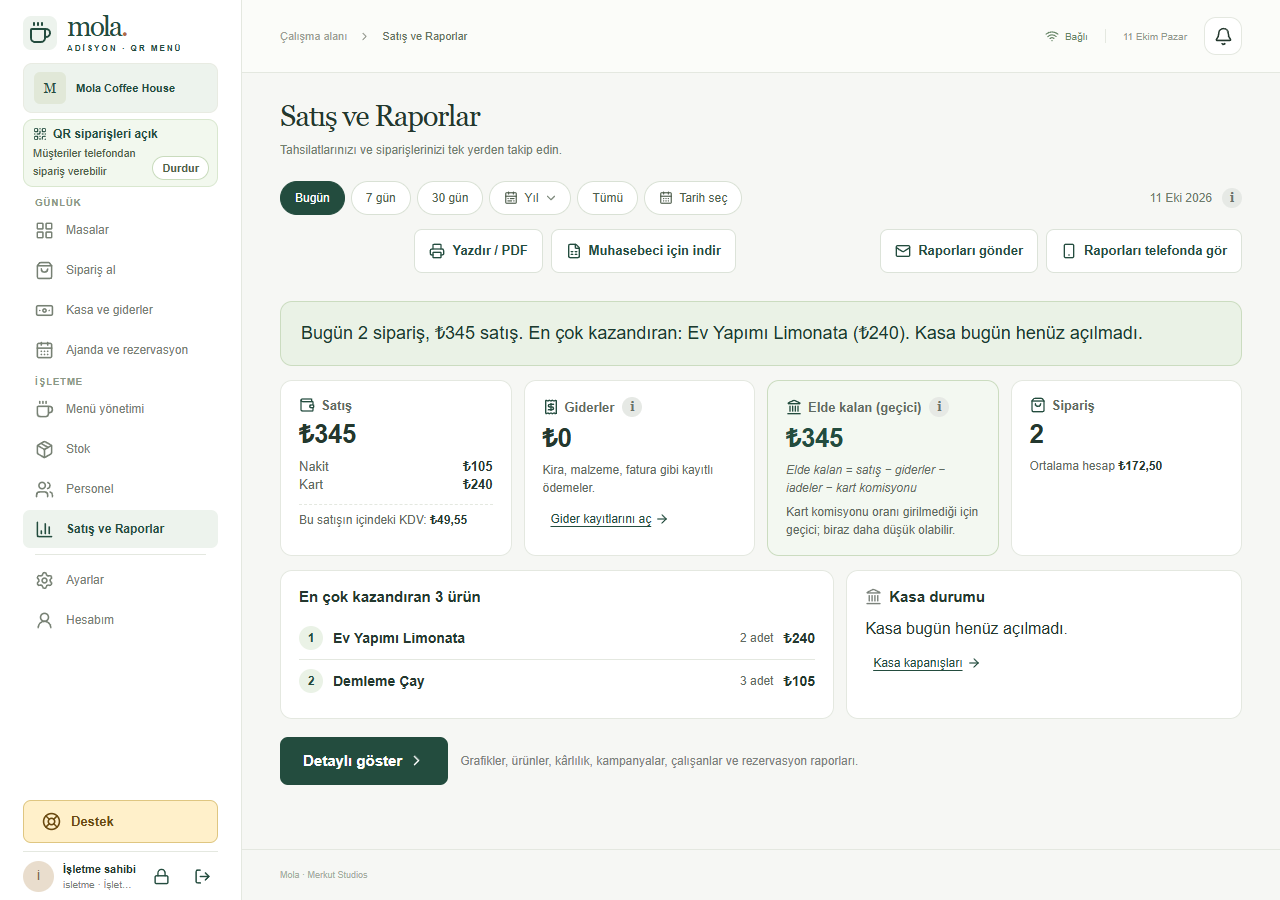 mola.
ADİSYON · QR MENÜ
M
Mola Coffee House
QR siparişleri açık
Müşteriler telefondan
sipariş verebilir
Durdur
GÜNLÜK
Masalar
Sipariş al
Kasa ve giderler
Ajanda ve rezervasyon
İŞLETME
Menü yönetimi
Stok
Personel
Satış ve Raporlar
Ayarlar
Hesabım
Destek
İ
İşletme sahibi
isletme · İşlet...
Çalışma alanı
Satış ve Raporlar
Bağlı
11 Ekim Pazar
Satış ve Raporlar
Tahsilatlarınızı ve siparişlerinizi tek yerden takip edin.
Bugün
7 gün
30 gün
Yıl
Tümü
Tarih seç
11 Eki 2026
i
Yazdır / PDF
Muhasebeci için indir
Raporları gönder
Raporları telefonda gör
Bugün 2 sipariş, ₺345 satış. En çok kazandıran: Ev Yapımı Limonata (₺240). Kasa bugün henüz açılmadı.
Satış
₺345
Nakit ₺105
Kart ₺240
Bu satışın içindeki KDV: ₺49,55
Giderler i
₺0
Kira, malzeme, fatura gibi kayıtlı
ödemeler.
Gider kayıtlarını aç
Elde kalan (geçici) i
₺345
Elde kalan = satış − giderler −
iadeler − kart komisyonu
Kart komisyonu oranı girilmediği için
geçici; biraz daha düşük olabilir.
Sipariş
2
Ortalama hesap ₺172,50
En çok kazandıran 3 ürün
1 Ev Yapımı Limonata 2 adet ₺240
2 Demleme Çay 3 adet ₺105
Kasa durumu
Kasa bugün henüz açılmadı.
Kasa kapanışları
Detaylı göster
Grafikler, ürünler, kârlılık, kampanyalar, çalışanlar ve rezervasyon raporları.
Mola · Merkut Studios